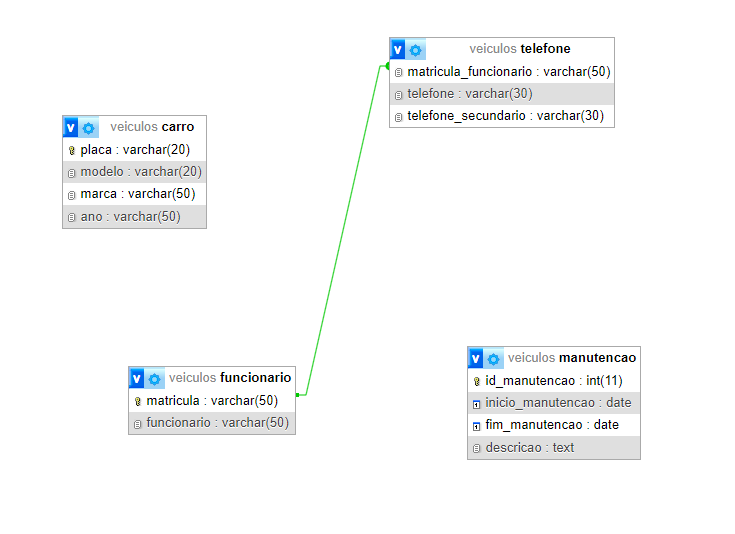 V veiculos telefone
matricula_funcionario : varchar(50)
telefone : varchar(30)
telefone_secundario : varchar(30)
V veiculos carro
placa : varchar(20)
modelo : varchar(20)
marca : varchar(50)
ano : varchar(50)
V veiculos funcionario
matricula : varchar(50)
funcionario : varchar(50)
V veiculos manutencao
id_manutencao : int(11)
inicio_manutencao : date
fim_manutencao : date
descricao : text